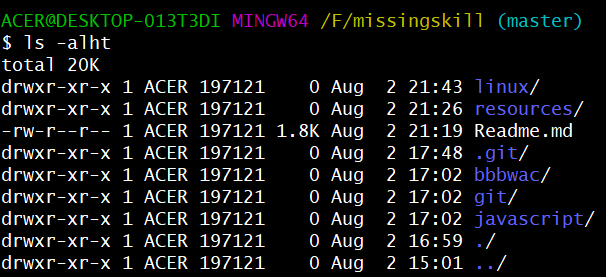 ACER@DESKTOP-013T3DI MINGW64 /F/missingskill (master)
$ ls -alht
total 20K
drwxr-xr-x 1 ACER 197121    0 Aug  2 21:43 linux/
drwxr-xr-x 1 ACER 197121    0 Aug  2 21:26 resources/
-rw-r--r-- 1 ACER 197121 1.8K Aug  2 21:19 Readme.md
drwxr-xr-x 1 ACER 197121    0 Aug  2 17:48 .git/
drwxr-xr-x 1 ACER 197121    0 Aug  2 17:02 bbbwac/
drwxr-xr-x 1 ACER 197121    0 Aug  2 17:02 git/
drwxr-xr-x 1 ACER 197121    0 Aug  2 17:02 javascript/
drwxr-xr-x 1 ACER 197121    0 Aug  2 16:59 ./
drwxr-xr-x 1 ACER 197121    0 Aug  2 15:01 ../